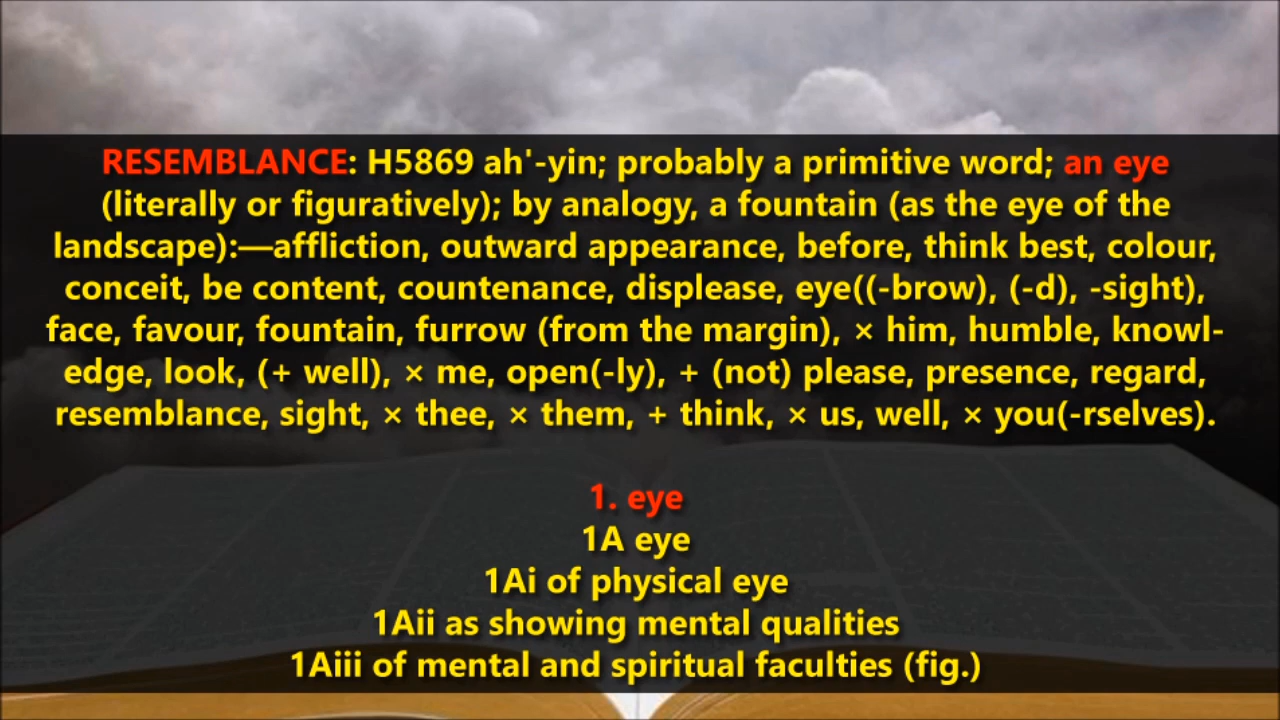 RESEMBLANCE: H5869 ah'-yin; probably a primitive word; an eye
(literally or figuratively); by analogy, a fountain (as the eye of the
landscape):—affliction, outward appearance, before, think best, colour,
conceit, be content, countenance, displease, eye((-brow), (-d), -sight),
face, favour, fountain, furrow (from the margin), × him, humble, knowl-
edge, look, (+ well), × me, open(-ly), + (not) please, presence, regard,
resemblance, sight, × thee, × them, + think, × us, well, × you(-rselves).
1. eye
1A eye
1Ai of physical eye
1Aii as showing mental qualities
1Aiii of mental and spiritual faculties (fig.)